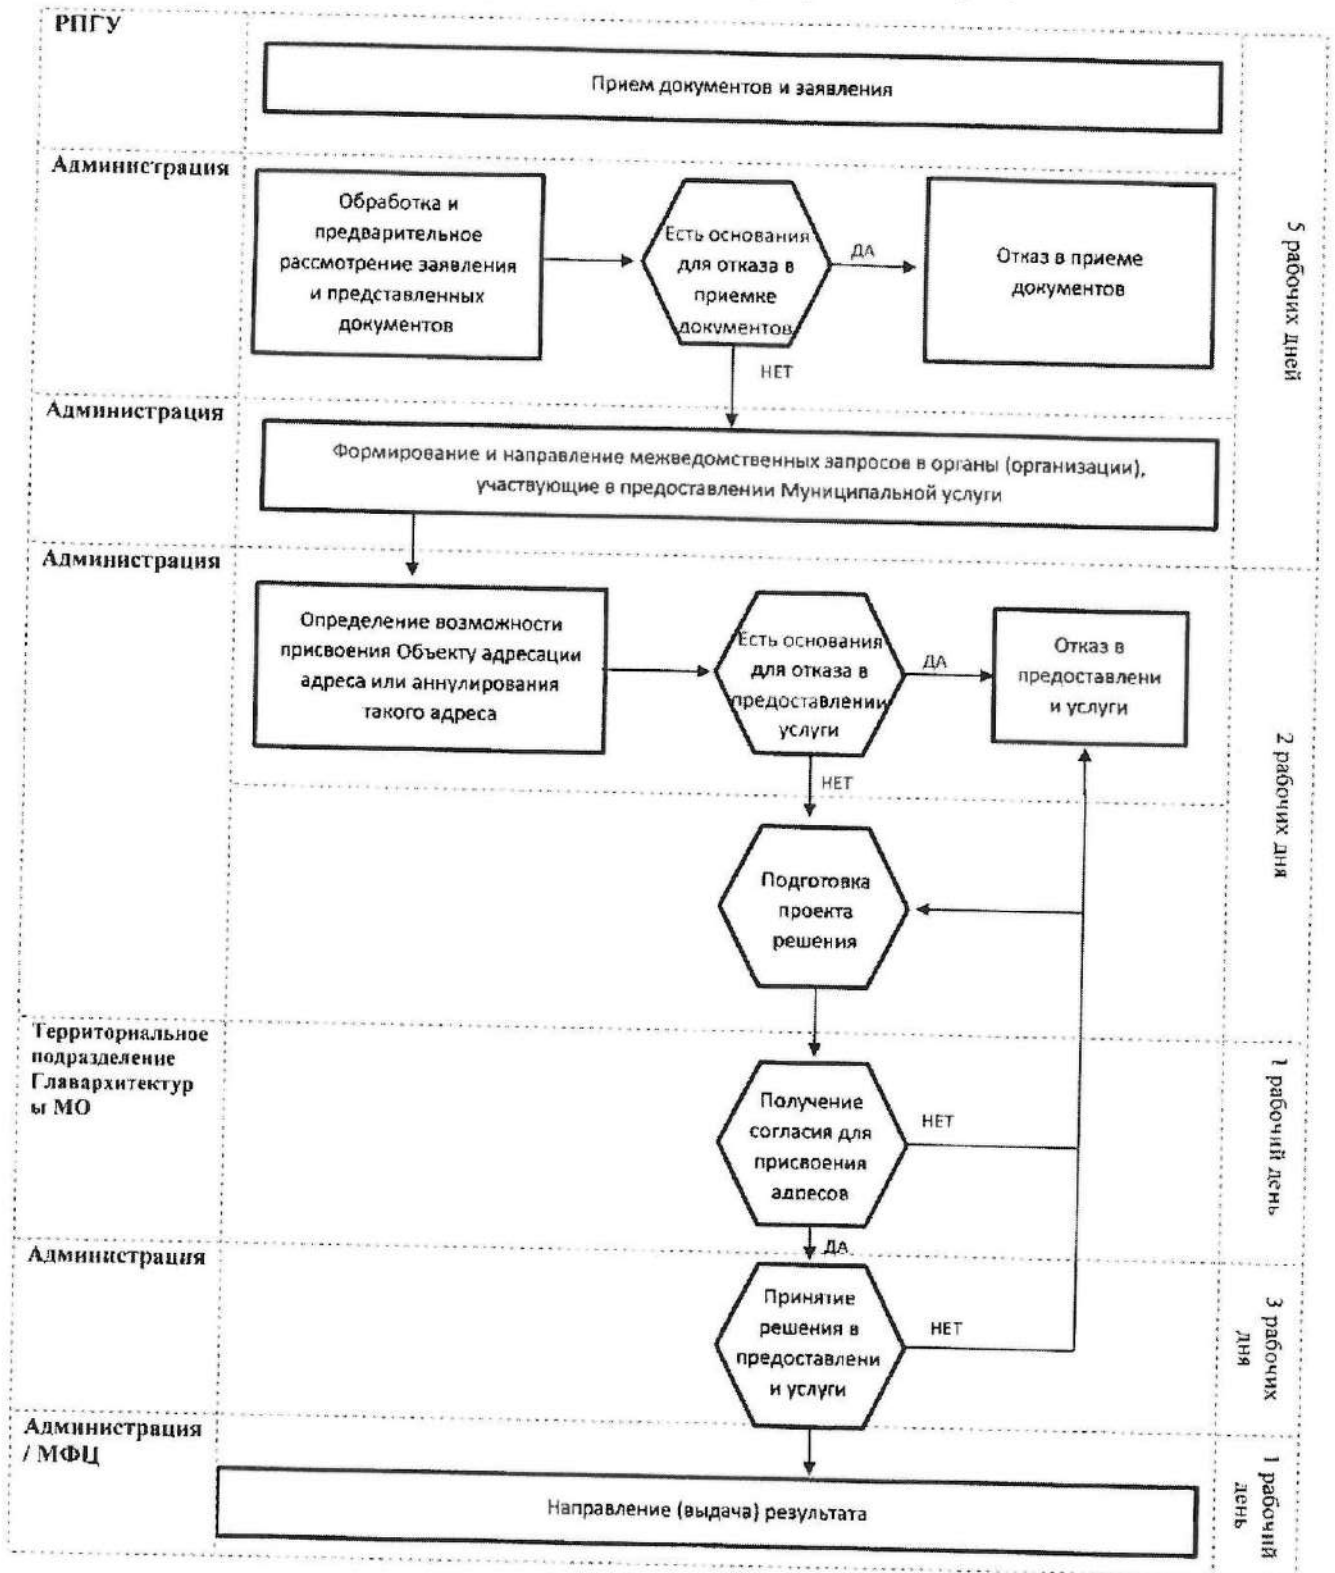 РПГУ
Прием документов и заявления
Администрация
Обработка и
предварительное
рассмотрение заявления
и представленных
документов
Есть основания
для отказа в
приемке
документов
ДА
Отказ в приеме
документов
НЕТ
5 рабочих дней
Администрация
Формирование и направление межведомственных запросов в органы (организации),
участвующие в предоставлении Муниципальной услуги
Администрация
Определение возможности
присвоения Объекту адресации
адреса или аннулирования
такого адреса
Есть основания
для отказа в
предоставлении
услуги
ДА
Отказ в
предоставлени
и услуги
НЕТ
2 рабочих дня
Подготовка
проекта
решения
Территориальное
подразделение
Главархитектур
ы МО
Получение
согласия для
присвоения
адресов
НЕТ
1 рабочий день
ДА
Администрация
Принятие
решения в
предоставлени
и услуги
НЕТ
3 рабочих
дня
Администрация
/ МФЦ
Направление (выдача) результата
1 рабочий
день